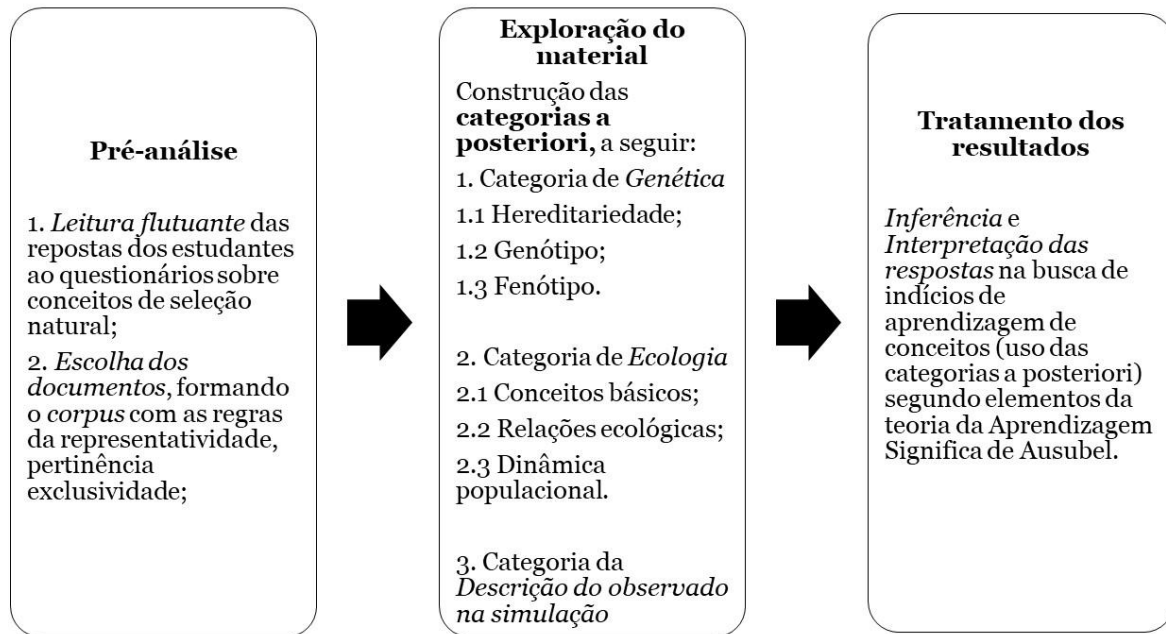 Pré-análise
1. Leitura flutuante das
repostas dos estudantes
ao questionários sobre
conceitos de seleção
natural;
2. Escolha dos
documentos, formando
o corpus com as regras
da representatividade,
pertinência
exclusividade;
Exploração do
material
Construção das
categorias a
posteriori, a seguir:
1. Categoria de Genética
1.1 Hereditariedade;
1.2 Genótipo;
1.3 Fenótipo.
2. Categoria de Ecologia
2.1 Conceitos básicos;
2.2 Relações ecológicas;
2.3 Dinâmica
populacional.
3. Categoria da
Descrição do observado
na simulação
Tratamento dos
resultados
Inferência e
Interpretação das
respostas na busca de
indícios de
aprendizagem de
conceitos (uso das
categorias a posteriori)
segundo elementos da
teoria da Aprendizagem
Significa de Ausubel.